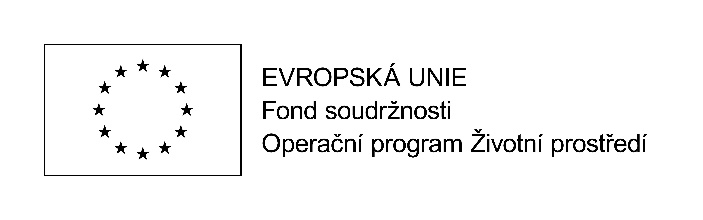 EVROPSKÁ UNIE
Fond soudržnosti
Operační program Životní prostředí